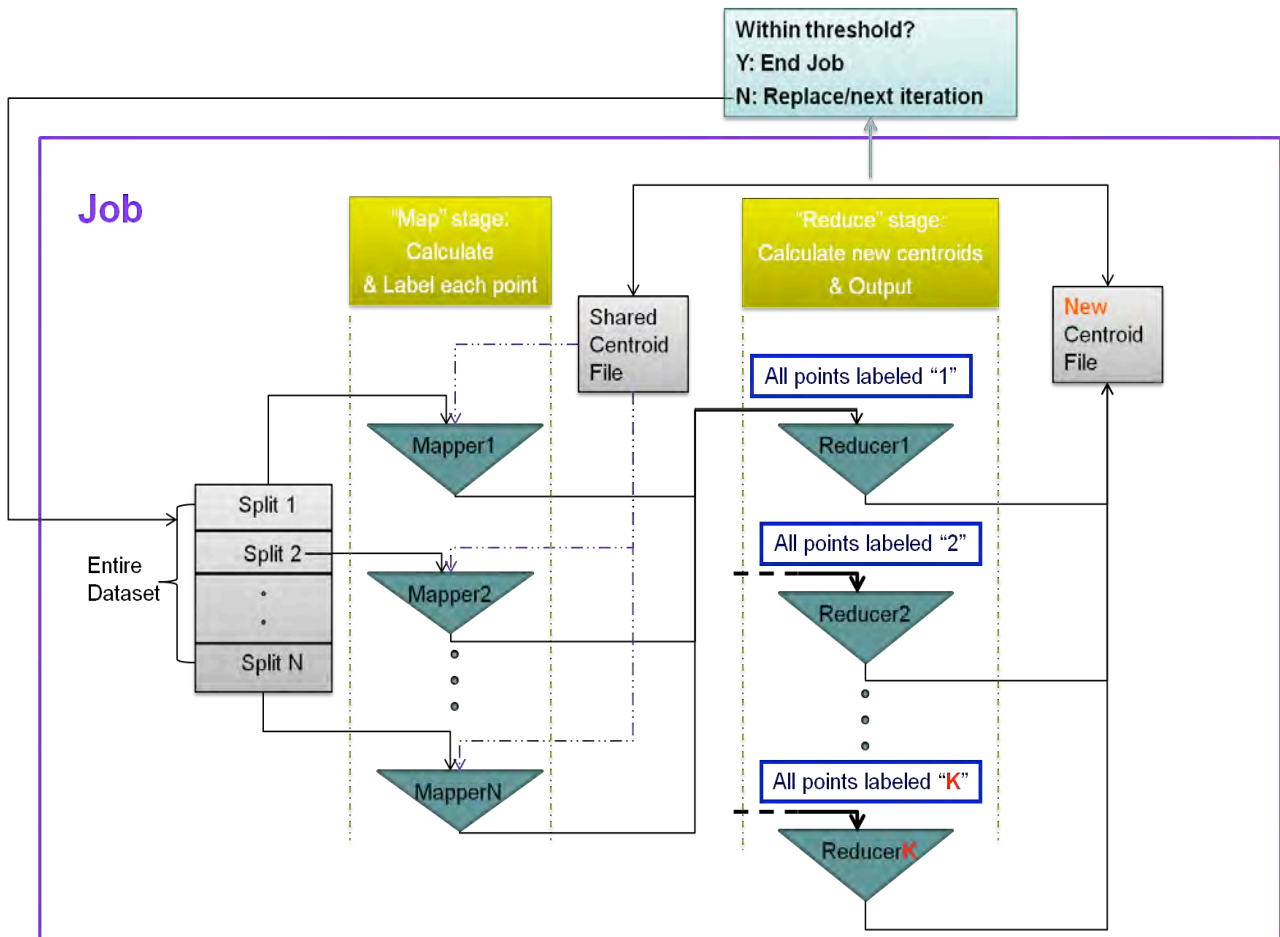 Within threshold?
Y: End Job
N: Replace/next iteration
Job
"Map" stage:
Calculate
& Label each point
"Reduce" stage:
Calculate new centroids
& Output
Shared
Centroid
File
New
Centroid
File
All points labeled "1"
Mapper1
Reducer1
Split 1
Split 2
Split N
Entire
Dataset
All points labeled "2"
Mapper2
Reducer2
All points labeled "K"
MapperN
ReducerK